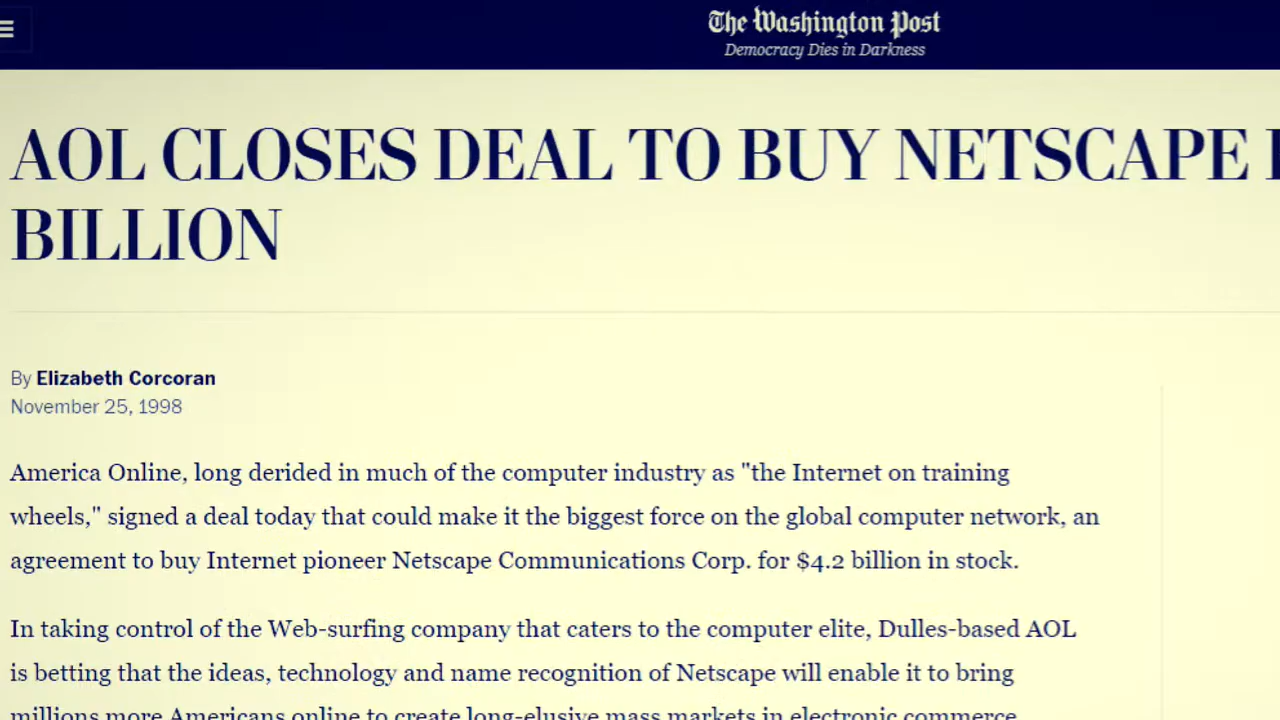 The Washington Post
Democracy Dies in Darkness
AOL CLOSES DEAL TO BUY NETSCAPE
BILLION
By Elizabeth Corcoran
November 25, 1998
America Online, long derided in much of the computer industry as "the Internet on training
wheels," signed a deal today that could make it the biggest force on the global computer network, an
agreement to buy Internet pioneer Netscape Communications Corp. for $4.2 billion in stock.
In taking control of the Web-surfing company that caters to the computer elite, Dulles-based AOL
is betting that the ideas, technology and name recognition of Netscape will enable it to bring
millions more Americans online to create long-elusive mass markets in electronic commerce